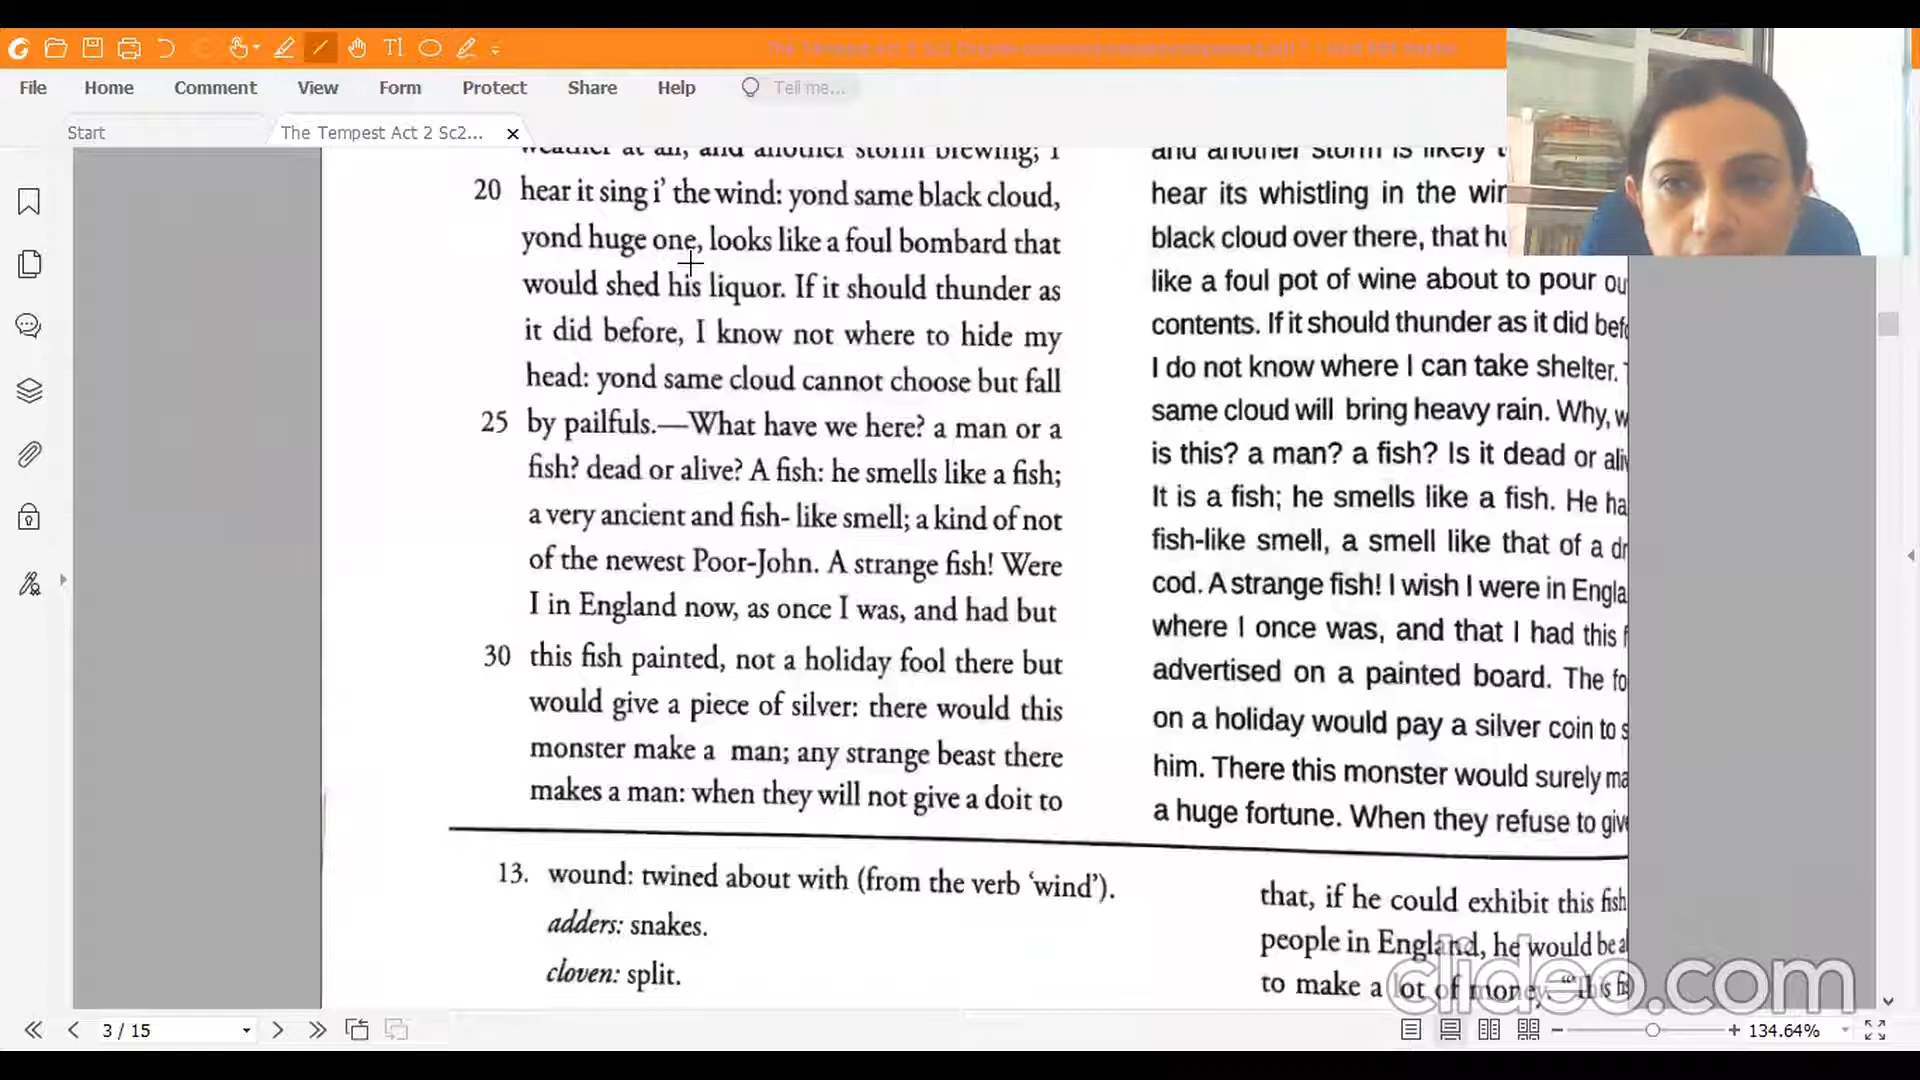 File Home Comment View Form Protect Share Help Tell me...
Start The Tempest Act 2 Sc2...
weather at all, and another storm brewing; I
20 hear it sing i' the wind: yond same black cloud,
yond huge one, looks like a foul bombard that
would shed his liquor. If it should thunder as
it did before, I know not where to hide my
head: yond same cloud cannot choose but fall
25 by pailfuls.—What have we here? a man or a
fish? dead or alive? A fish: he smells like a fish;
a very ancient and fish- like smell; a kind of not
of the newest Poor-John. A strange fish! Were
I in England now, as once I was, and had but
30 this fish painted, not a holiday fool there but
would give a piece of silver: there would this
monster make a man; any strange beast there
makes a man: when they will not give a doit to
and another storm is likely
hear its whistling in the
black cloud over there, that
like a foul pot of wine about to pour
contents. If it should thunder as it did
I do not know where I can take shelter.
same cloud will bring heavy rain. Why,
is this? a man? a fish? Is it dead or
It is a fish; he smells like a fish. He
fish-like smell, a smell like that of a
cod. A strange fish! I wish I were in
where I once was, and that I had this
advertised on a painted board. The
on a holiday would pay a silver coin to
him. There this monster would surely
a huge fortune. When they refuse to
13. wound: twined about with (from the verb 'wind').
adders: snakes.
cloven: split.
that, if he could exhibit this fish
people in England, he would be
to make a lot of money. "this
clideo.com
3 / 15
134.64%